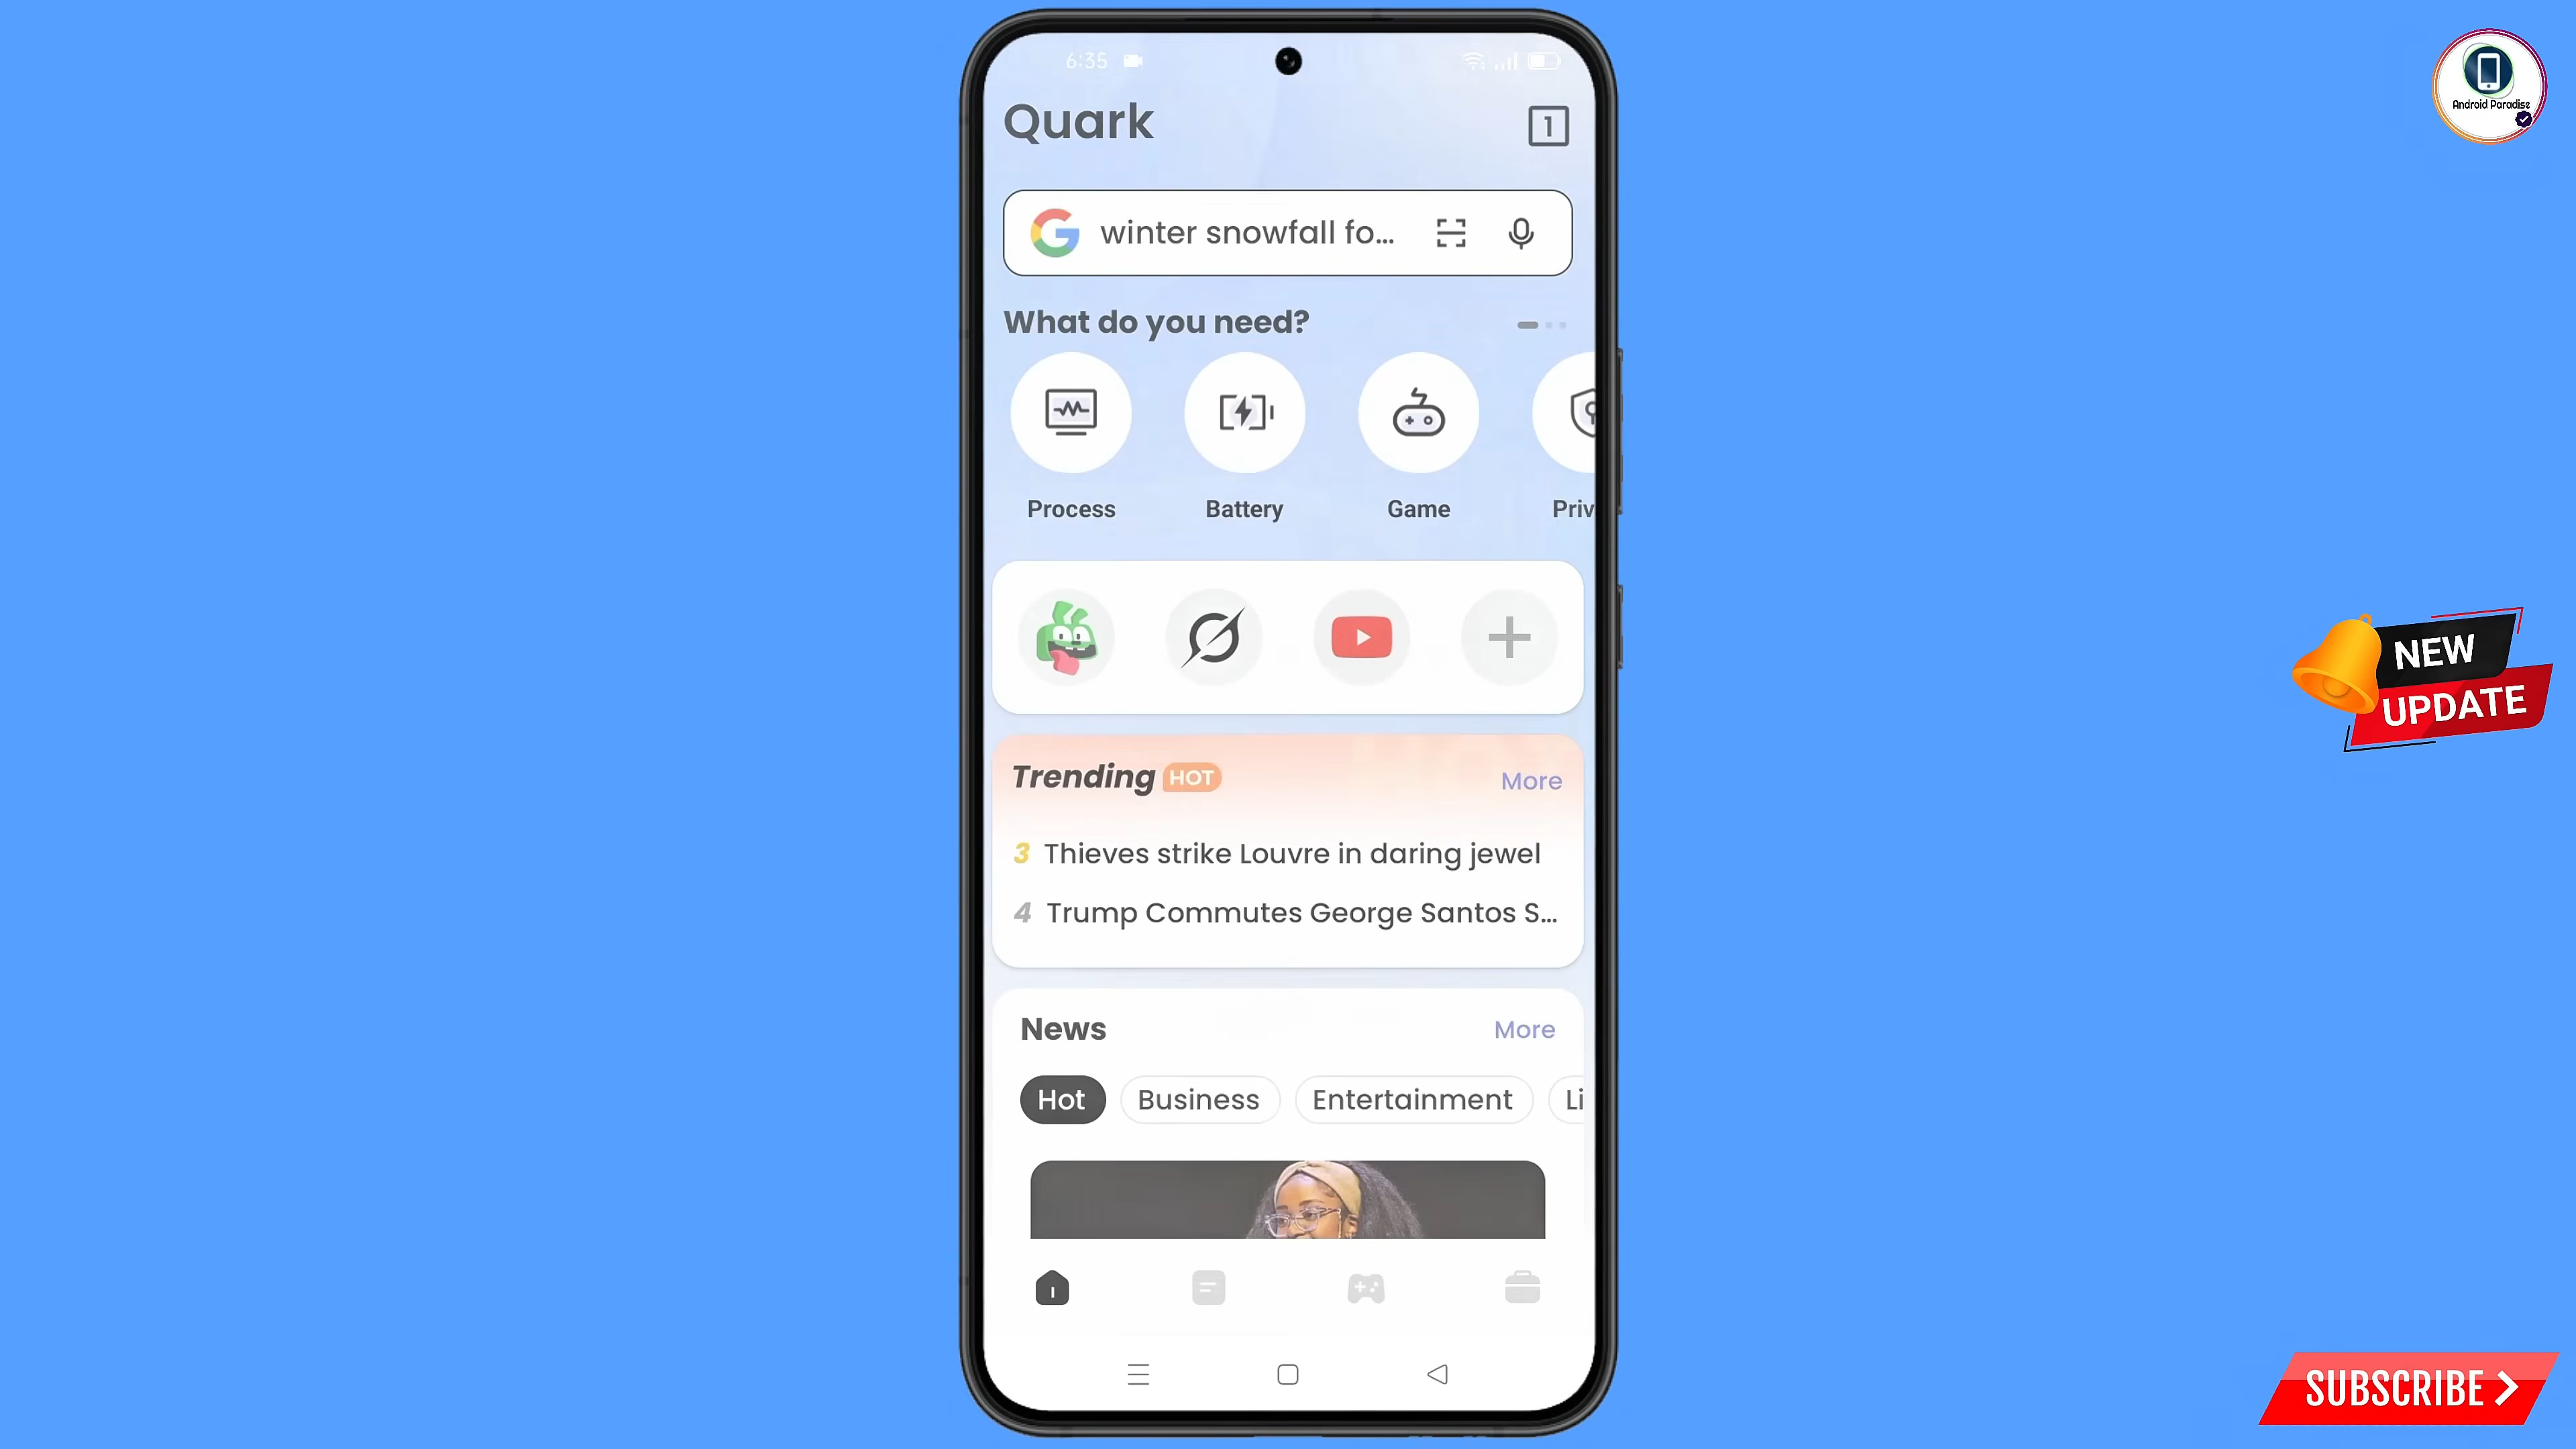 6:35
Quark
1
winter snowfall fo...
What do you need?
Process
Battery
Game
Priv
Trending HOT
More
3 Thieves strike Louvre in daring jewel
4 Trump Commutes George Santos S...
News
More
Hot
Business
Entertainment
Li
Android Paradise
NEW
UPDATE
SUBSCRIBE